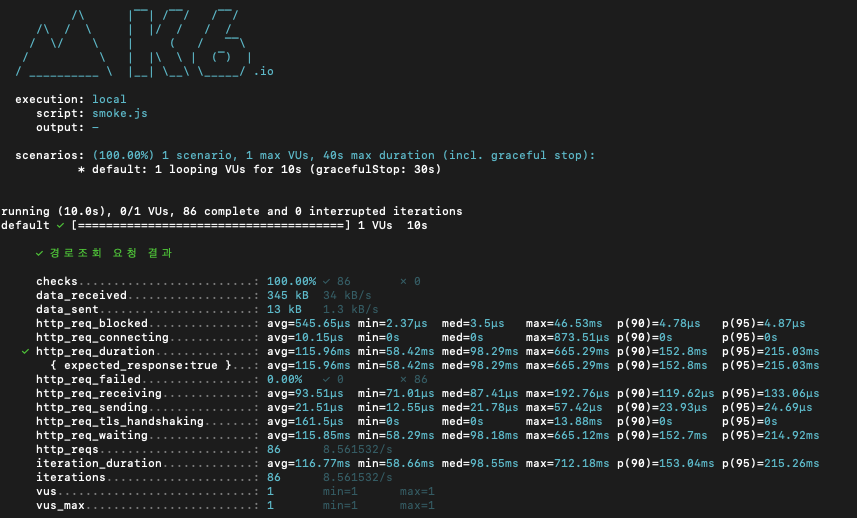 .io
execution: local
script: smoke.js
output: –
scenarios: (100.00%) 1 scenario, 1 max VUs, 40s max duration (incl. graceful stop):
* default: 1 looping VUs for 10s (gracefulStop: 30s)
running (10.0s), 0/1 VUs, 86 complete and 0 interrupted iterations
default ✓ [======================================] 1 VUs  10s
✓ 경로조회 요청 결과
checks.........................: 100.00% ✓ 86       ✗ 0
data_received..................: 345 kB  34 kB/s
data_sent......................: 13 kB   1.3 kB/s
http_req_blocked...............: avg=545.65µs min=2.37µs  med=3.5µs   max=46.53ms  p(90)=4.78µs   p(95)=4.87µs
http_req_connecting............: avg=10.15µs  min=0s      med=0s      max=873.51µs p(90)=0s       p(95)=0s
✓ http_req_duration..............: avg=115.96ms min=58.42ms med=98.29ms max=665.29ms p(90)=152.8ms  p(95)=215.03ms
{ expected_response:true }...: avg=115.96ms min=58.42ms med=98.29ms max=665.29ms p(90)=152.8ms  p(95)=215.03ms
http_req_failed................: 0.00%   ✓ 0        ✗ 86
http_req_receiving.............: avg=93.51µs  min=71.01µs med=87.41µs max=192.76µs p(90)=119.62µs p(95)=133.06µs
http_req_sending...............: avg=21.51µs  min=12.55µs med=21.78µs max=57.42µs  p(90)=23.93µs  p(95)=24.69µs
http_req_tls_handshaking.......: avg=161.5µs  min=0s      med=0s      max=13.88ms  p(90)=0s       p(95)=0s
http_req_waiting...............: avg=115.85ms min=58.29ms med=98.18ms max=665.12ms p(90)=152.7ms  p(95)=214.92ms
http_reqs......................: 86      8.561532/s
iteration_duration.............: avg=116.77ms min=58.66ms med=98.55ms max=712.18ms p(90)=153.04ms p(95)=215.26ms
iterations.....................: 86      8.561532/s
vus............................: 1       min=1      max=1
vus_max........................: 1       min=1      max=1